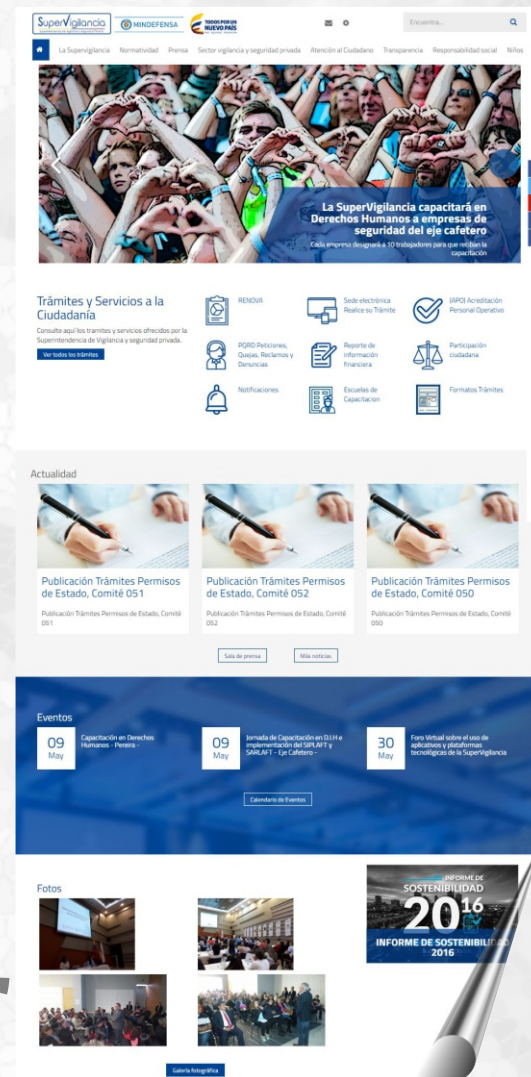 SuperVigilancia
MINDEFENSA
TODOS POR UN
NUEVO PAÍS
Encuentra...
La Supervigilancia Normatividad Prensa Sector vigilancia y seguridad privada Atención al Ciudadano Transparencia Responsabilidad social Niños
La SuperVigilancia capacitará en
Derechos Humanos a empresas de
seguridad del eje cafetero
Cada empresa designará a 10 trabajadores para que reciban la
capacitación
Trámites y Servicios a la
Ciudadanía
Consulte aquí los tramites y servicios ofrecidos por la
Superintendencia de Vigilancia y seguridad privada.
Ver todos los trámites
RENOVA
Sede electrónica
Realice su Trámite
(APO) Acreditación
Personal Operativo
PQRD Peticiones,
Quejas, Reclamos y
Denuncias
Reporte de
información
financiera
Participación
ciudadana
Notificaciones
Escuelas de
Capacitacion
Formatos Trámites
Actualidad
Publicación Trámites Permisos
de Estado, Comité 051
Publicación Trámites Permisos de Estado, Comité
051
Publicación Trámites Permisos
de Estado, Comité 052
Publicación Trámites Permisos de Estado, Comité
052
Publicación Trámites Permisos
de Estado, Comité 050
Publicación Trámites Permisos de Estado, Comité
050
Sala de prensa
Más noticias
Eventos
09
May
Capacitación en Derechos
Humanos - Pereira -
09
May
Jornada de Capacitación en D.I.H e
implementación del SIPLAFT y
SARLAFT - Eje Cafetero -
30
May
Foro Virtual sobre el uso de
aplicativos y plataformas
tecnológicas de la SuperVigilancia
Calendario de Eventos
Fotos
INFORME DE
SOSTENIBILIDAD
2016
INFORME DE SOSTENIBILIDAD
2016
Galería fotográfica